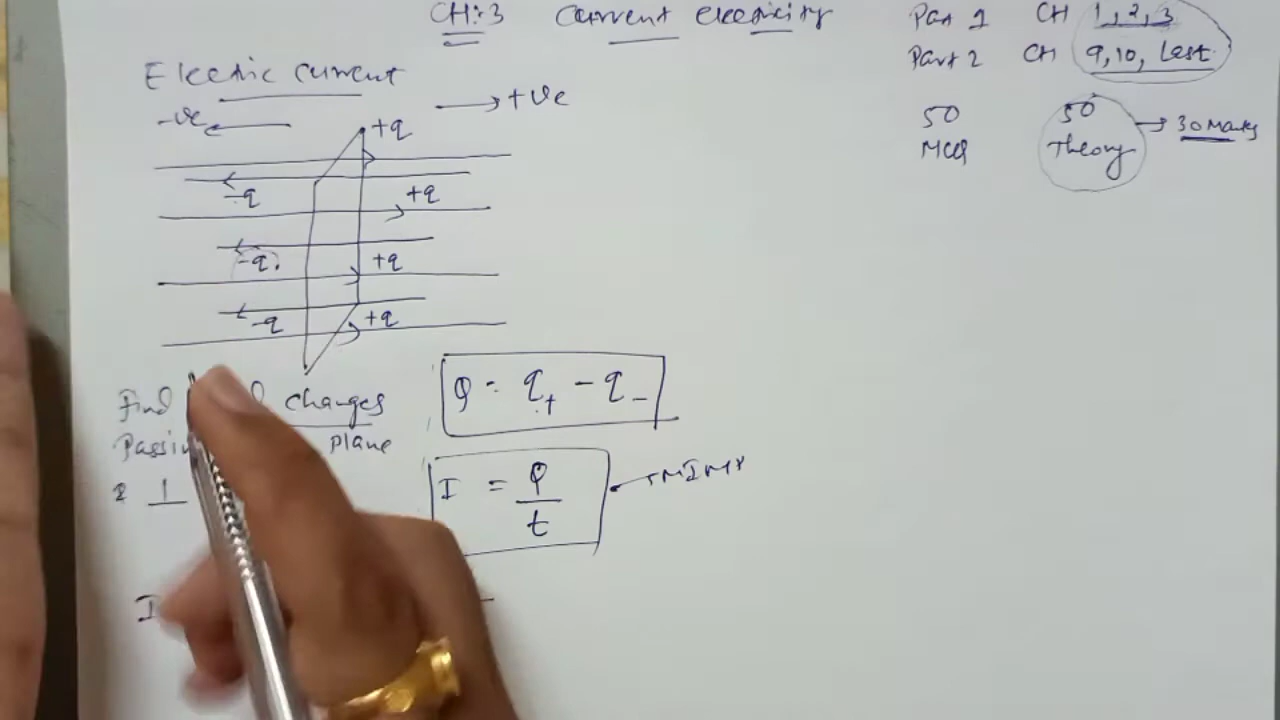 CH:3 Current electricity
Part 1 CH 1, 2, 3
Part 2 CH 9, 10, Last
Electric current
-ve
+ve
50 MCQ
50 Theory
30 Marks
+q
-q +q
-q. +q
-q +q
Find changes
plane
Q = q+ - q-
I = Q
t
I